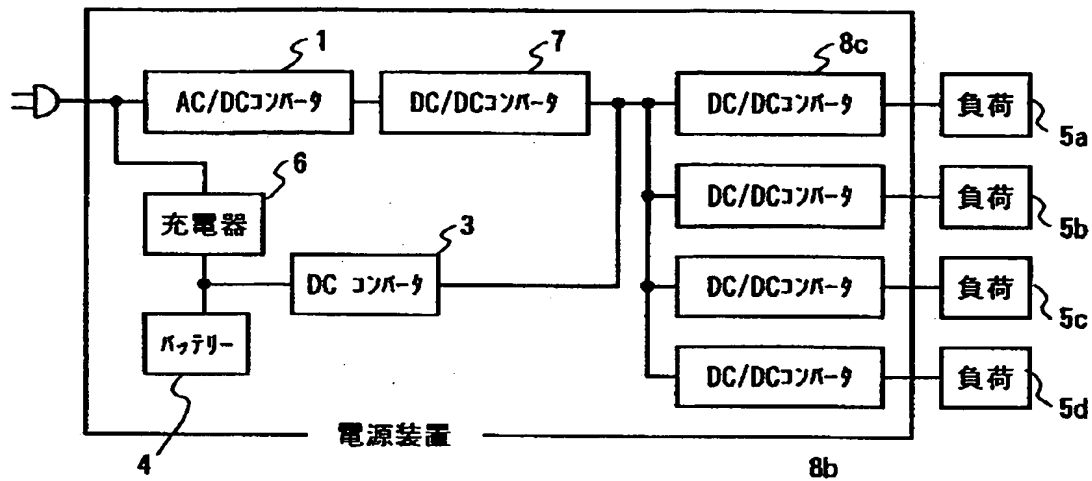 1
7
8c
AC/DCコンバータ
DC/DCコンバータ
DC/DCコンバータ
負荷
5a
6
充電器
DC/DCコンバータ
負荷
5b
3
DC コンバータ
DC/DCコンバータ
負荷
5c
バッテリー
DC/DCコンバータ
負荷
5d
4
電源装置
8b